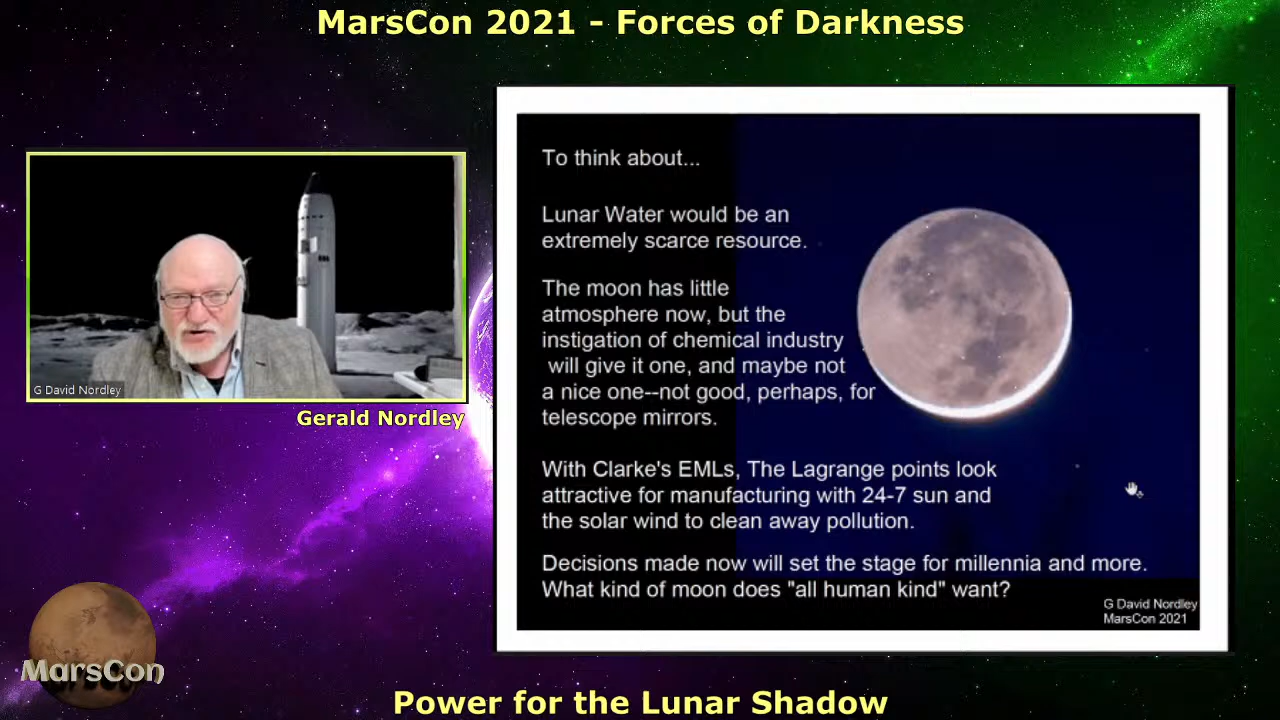 MarsCon 2021 - Forces of Darkness
To think about...
Lunar Water would be an
extremely scarce resource.
The moon has little
atmosphere now, but the
instigation of chemical industry
will give it one, and maybe not
a nice one--not good, perhaps, for
telescope mirrors.
With Clarke's EMLs, The Lagrange points look
attractive for manufacturing with 24-7 sun and
the solar wind to clean away pollution.
Decisions made now will set the stage for millennia and more.
What kind of moon does "all human kind" want?
G David Nordley
MarsCon 2021
G David Nordley
Gerald Nordley
MarsCon
Power for the Lunar Shadow